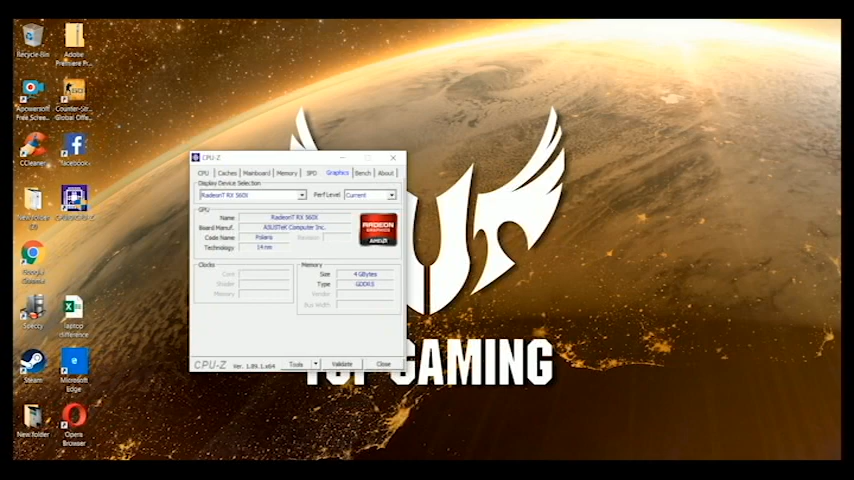 Recycle Bin
Adobe
Premiere Pr...
Apowersoft
Free Scree...
Counter-Str...
Global Offe...
CCleaner
Facebook
Google
Chrome
Speccy
laptop
difference
Steam
Microsoft
Edge
New folder
Opera
Browser
CPU-Z
CPU Caches Mainboard Memory SPD Graphics Bench About
Display Device Selection
RadeonT RX 560X
Perf Level Current
GPU
Name RadeonT RX 560X
Board Manuf. ASUSTeK Computer Inc.
Code Name Polaris Revision
Technology 14 nm
RADEON
GRAPHICS
AMD
Clocks
Core
Shader
Memory
Memory
Size 4 GBytes
Type GDDR5
Vendor
Bus Width
CPU-Z Ver. 1.89.1.x64 Tools Validate Close
GAMING